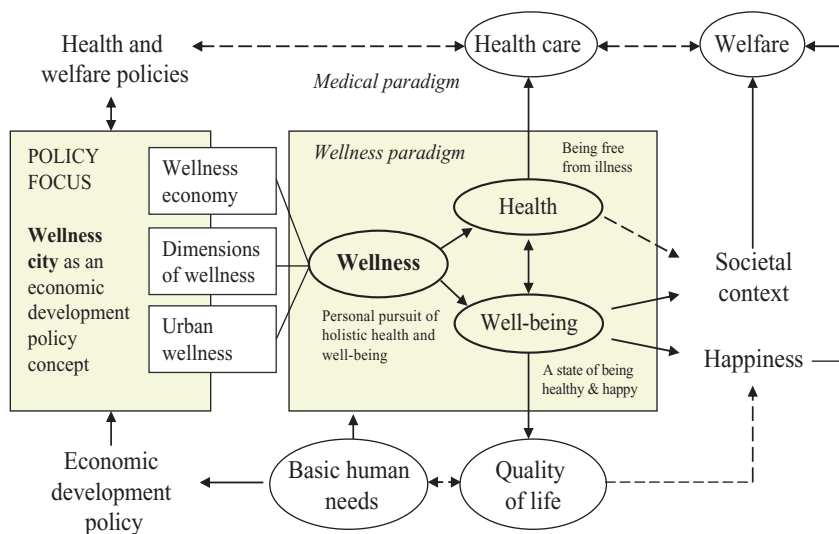 Health and
welfare policies
Health care
Welfare
Medical paradigm
POLICY
FOCUS
Wellness
city as an
economic
development
policy
concept
Wellness
economy
Dimensions
of wellness
Urban
wellness
Wellness paradigm
Being free
from illness
Health
Wellness
Personal pursuit of
holistic health and
well-being
Well-being
A state of being
healthy & happy
Societal
context
Happiness
Economic
development
policy
Basic human
needs
Quality
of life